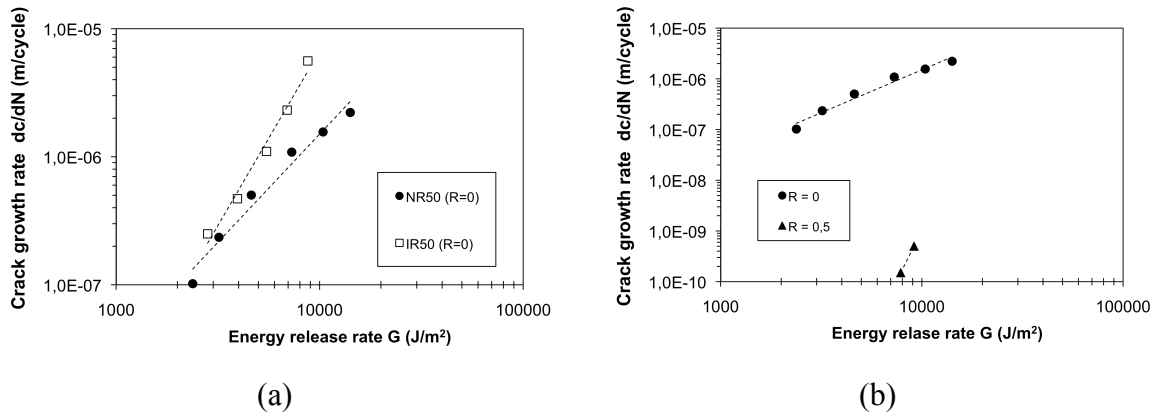 Crack growth rate dc/dN (m/cycle)
1,0E-05
1,0E-06
1,0E-07
1000
10000
100000
Energy release rate G (J/m²)
NR50 (R=0)
IR50 (R=0)
(a)
Crack growth rate dc/dN (m/cycle)
1,0E-05
1,0E-06
1,0E-07
1,0E-08
1,0E-09
1,0E-10
1000
10000
100000
Energy relase rate G (J/m²)
R = 0
R = 0,5
(b)